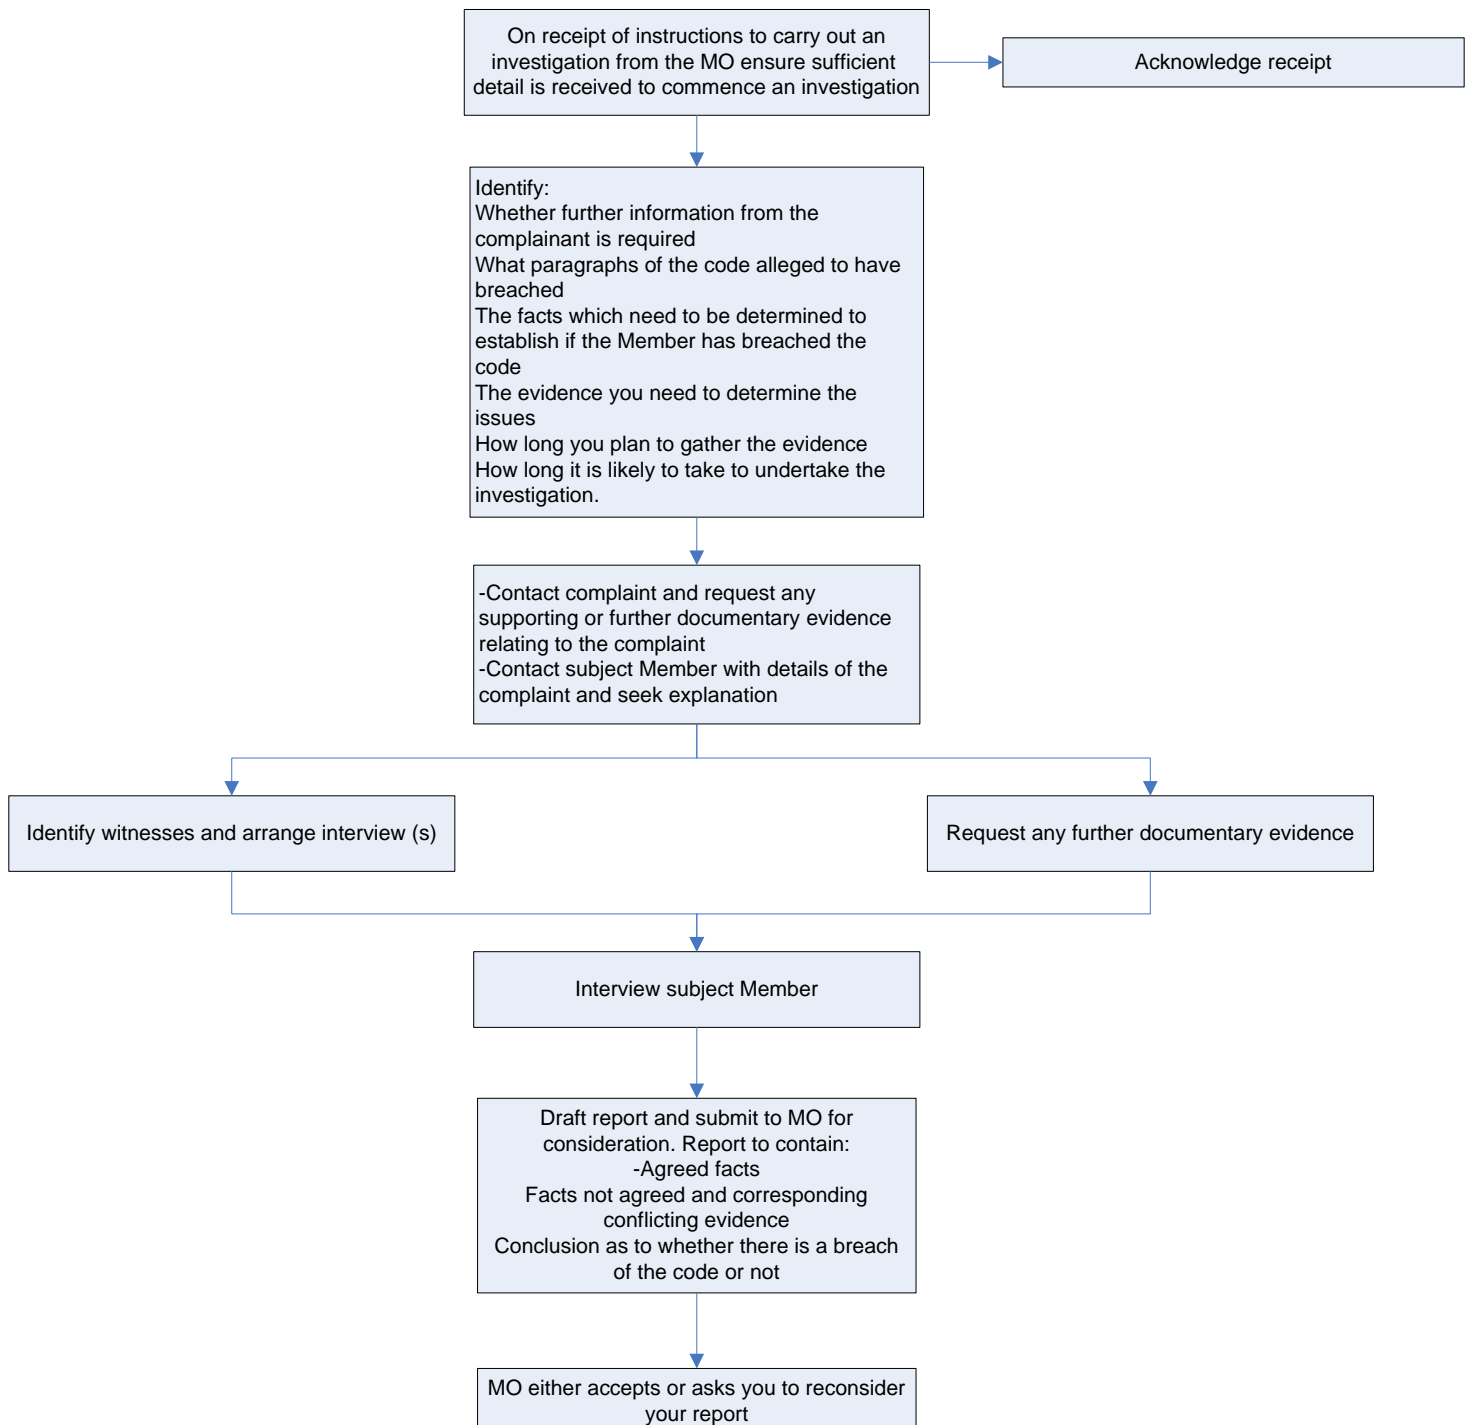 On receipt of instructions to carry out an
investigation from the MO ensure sufficient
detail is received to commence an investigation
Acknowledge receipt
Identify:
Whether further information from the
complainant is required
What paragraphs of the code alleged to have
breached
The facts which need to be determined to
establish if the Member has breached the
code
The evidence you need to determine the
issues
How long you plan to gather the evidence
How long it is likely to take to undertake the
investigation.
-Contact complaint and request any
supporting or further documentary evidence
relating to the complaint
-Contact subject Member with details of the
complaint and seek explanation
Identify witnesses and arrange interview (s)
Request any further documentary evidence
Interview subject Member
Draft report and submit to MO for
consideration. Report to contain:
-Agreed facts
Facts not agreed and corresponding
conflicting evidence
Conclusion as to whether there is a breach
of the code or not
MO either accepts or asks you to reconsider
your report